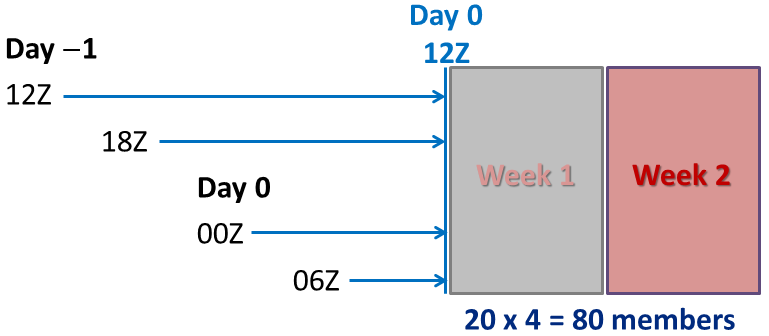 Day 0
12Z
Day −1
12Z
18Z
Day 0
00Z
06Z
Week 1
Week 2
20 x 4 = 80 members